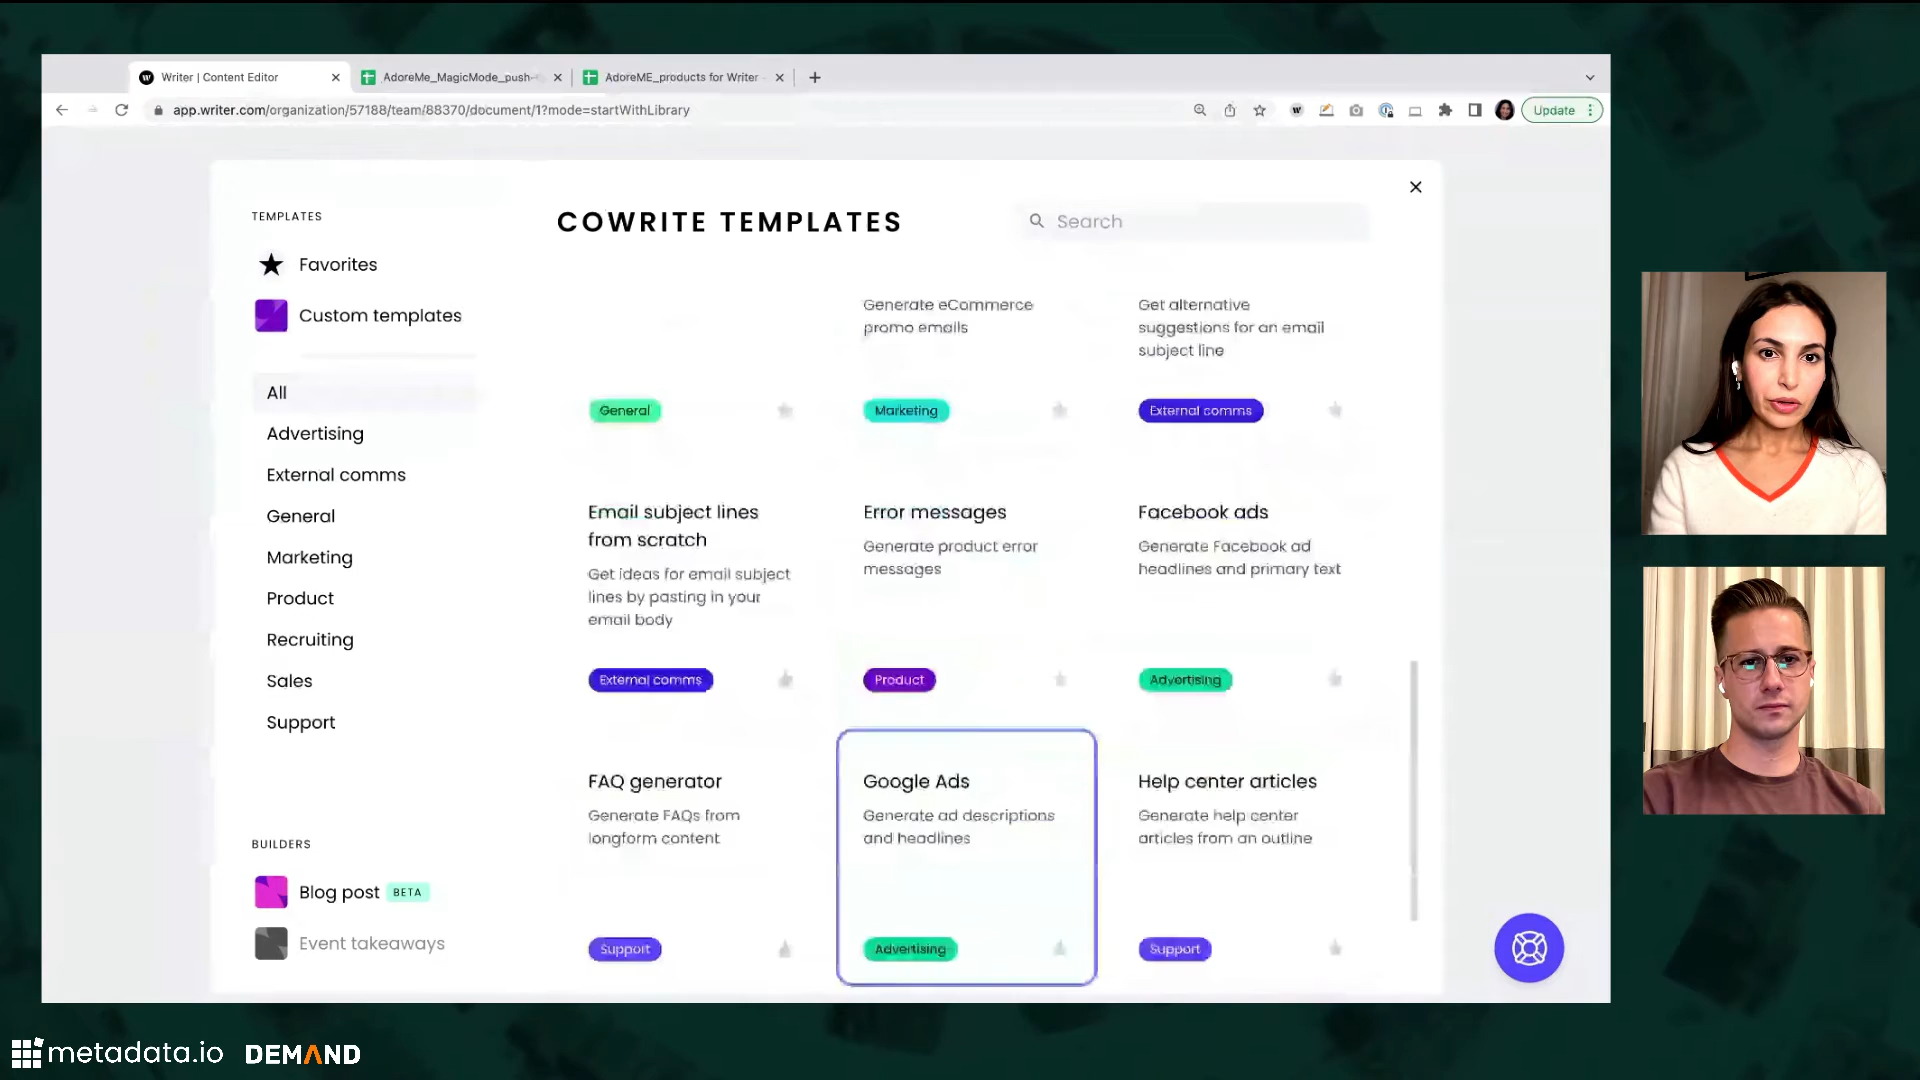 Writer | Content Editor
AdoreMe_MagicMode_push-
AdoreME_products for Writer
app.writer.com/organization/57188/team/88370/document/1?mode=startWithLibrary
Update
TEMPLATES
Favorites
Custom templates
All
Advertising
External comms
General
Marketing
Product
Recruiting
Sales
Support
BUILDERS
Blog post BETA
Event takeaways
COWRITE TEMPLATES
Search
Generate eCommerce
promo emails
Get alternative
suggestions for an email
subject line
General
Marketing
External comms
Email subject lines
from scratch
Get ideas for email subject
lines by pasting in your
email body
External comms
Error messages
Generate product error
messages
Product
Facebook ads
Generate Facebook ad
headlines and primary text
Advertising
FAQ generator
Generate FAQs from
longform content
Support
Google Ads
Generate ad descriptions
and headlines
Advertising
Help center articles
Generate help center
articles from an outline
Support
metadata.io DEMAND